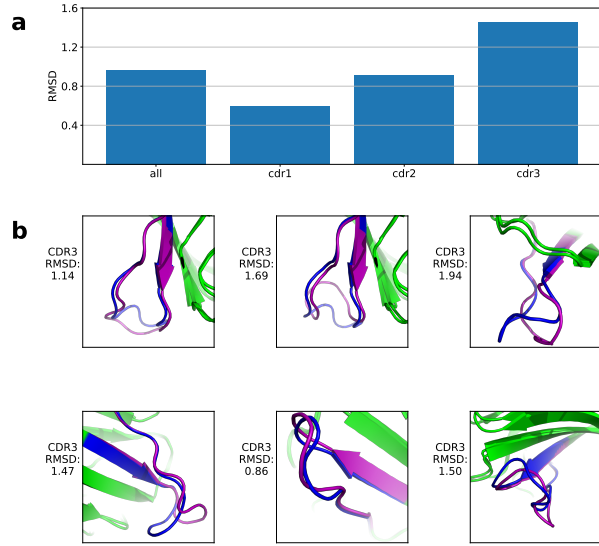 a
1.6
1.2
0.8
0.4
RMSD
all cdr1 cdr2 cdr3
b
CDR3
RMSD:
1.14
CDR3
RMSD:
1.69
CDR3
RMSD:
1.94
CDR3
RMSD:
1.47
CDR3
RMSD:
0.86
CDR3
RMSD:
1.50